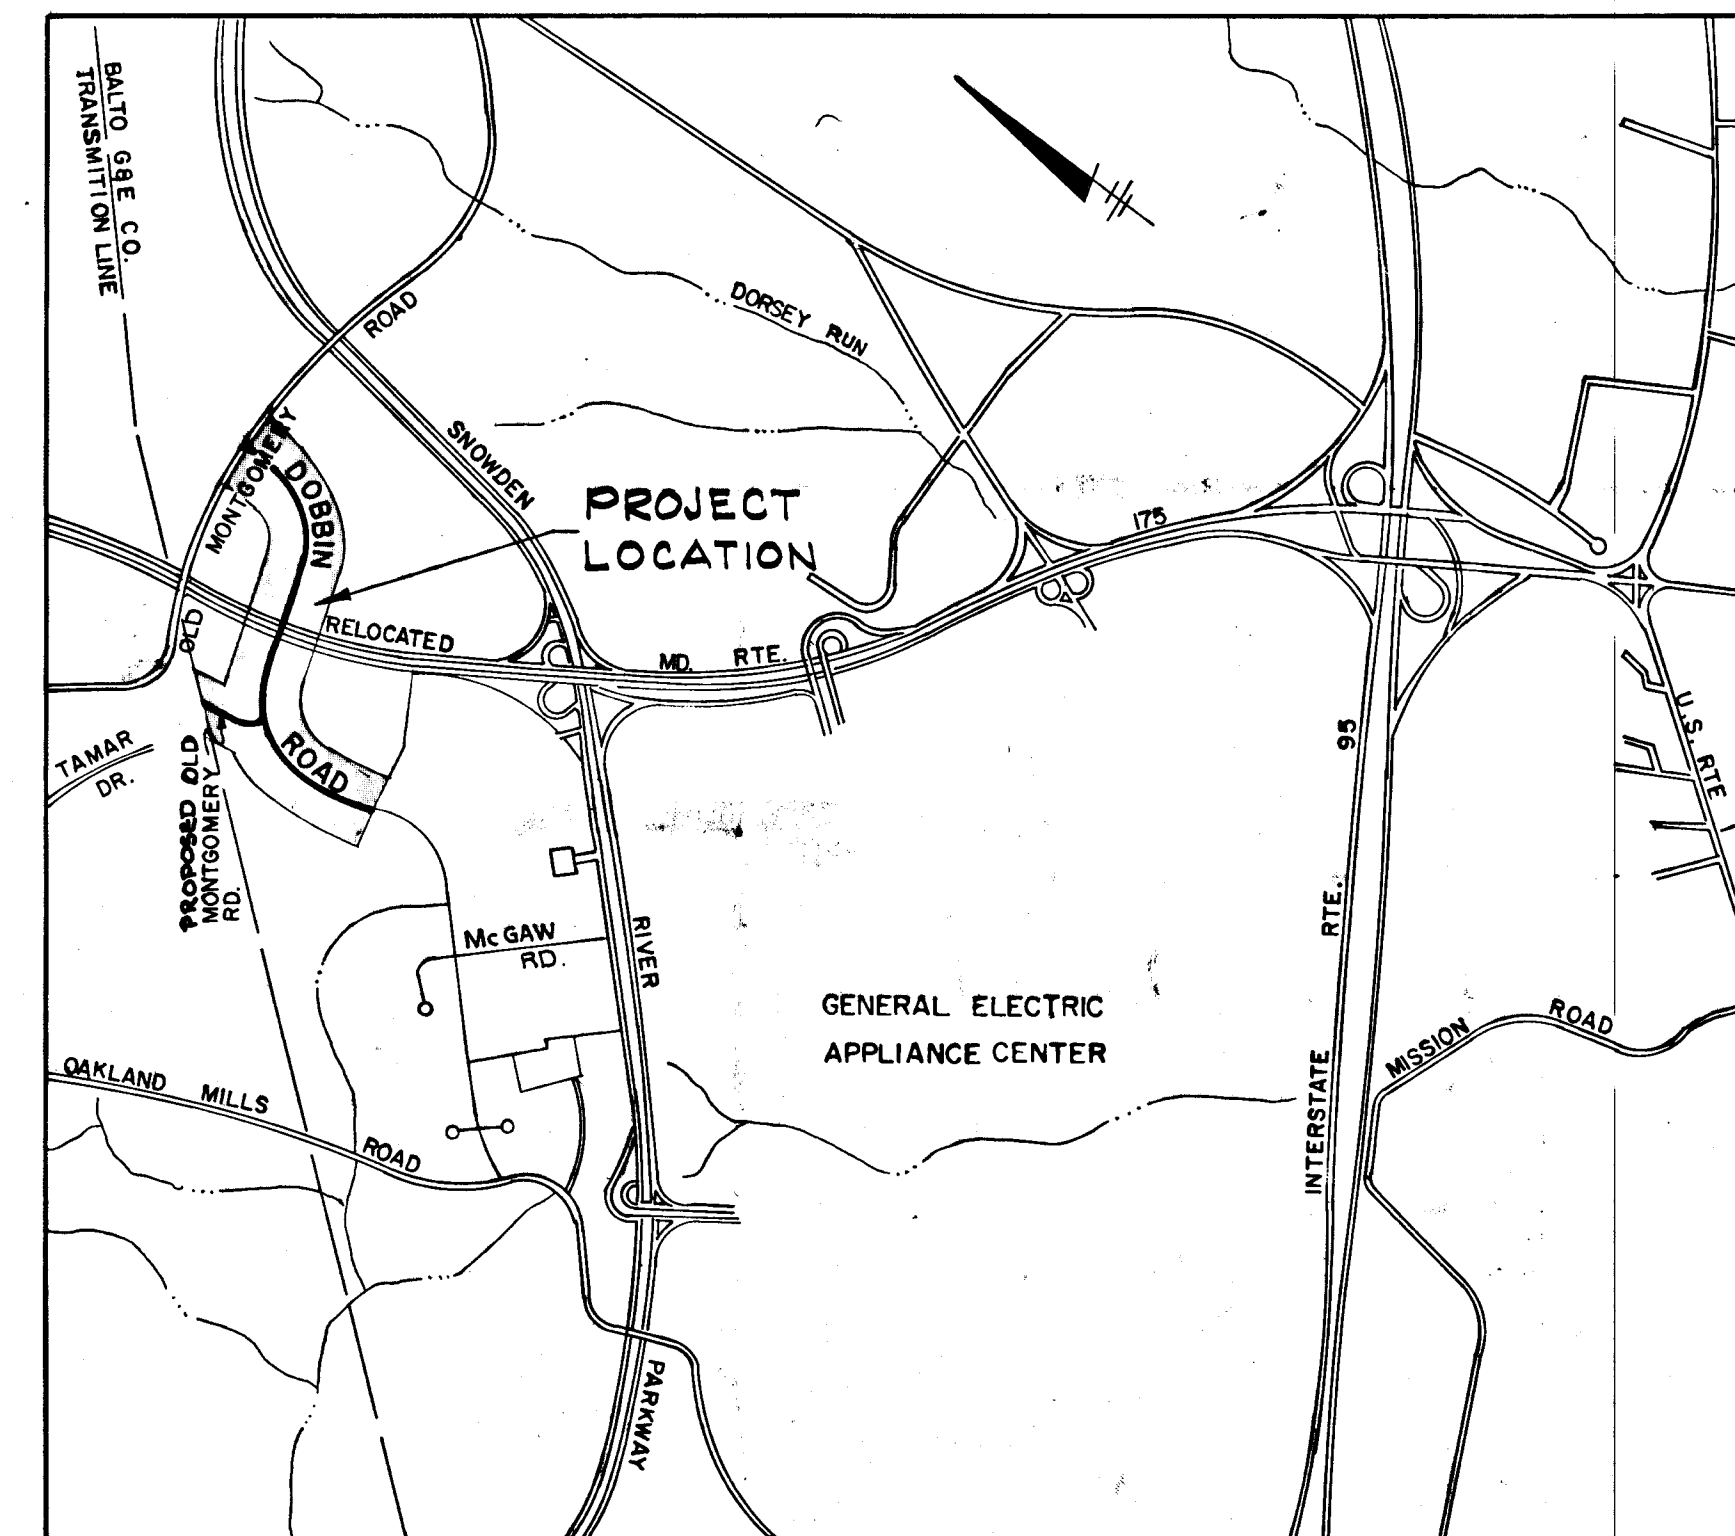 BALTO G&E CO.
TRANSMITION LINE
ROAD
MONTGOMERY
OLD
DOBBIN
ROAD
SNOWDEN
DORSEY RUN
PROJECT
LOCATION
175
RELOCATED
MD. RTE.
TAMAR
DR.
PROPOSED OLD
MONTGOMERY
RD.
McGAW
RD.
RIVER
GENERAL ELECTRIC
APPLIANCE CENTER
95
RTE.
INTERSTATE
U.S. RTE
MISSION ROAD
OAKLAND MILLS
ROAD
PARKWAY